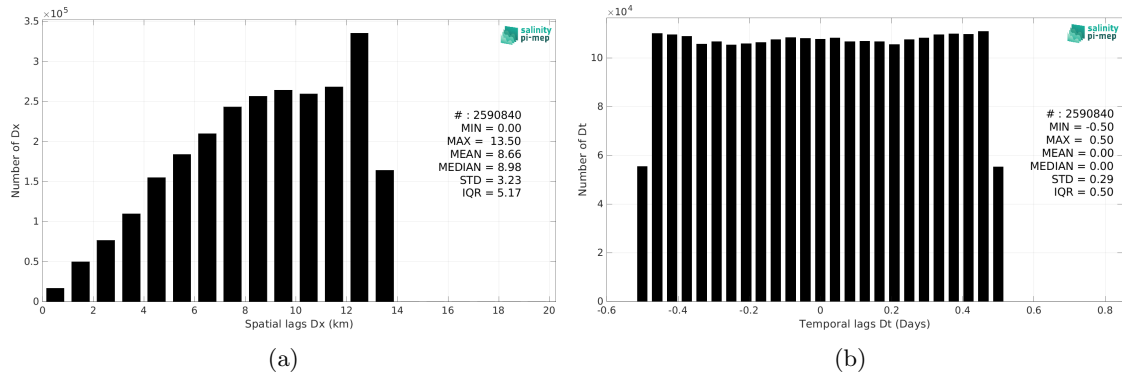 ×10^5
3.5
3
2.5
2
1.5
1
0.5
0
Number of Dx
salinity
pi-mep
# : 2590840
MIN = 0.00
MAX = 13.50
MEAN = 8.66
MEDIAN = 8.98
STD = 3.23
IQR = 5.17
0 2 4 6 8 10 12 14 16 18 20
Spatial lags Dx (km)
(a)
×10^4
10
8
6
4
2
0
Number of Dt
salinity
pi-mep
# : 2590840
MIN = -0.50
MAX = 0.50
MEAN = 0.00
MEDIAN = 0.00
STD = 0.29
IQR = 0.50
-0.6 -0.4 -0.2 0 0.2 0.4 0.6 0.8
Temporal lags Dt (Days)
(b)